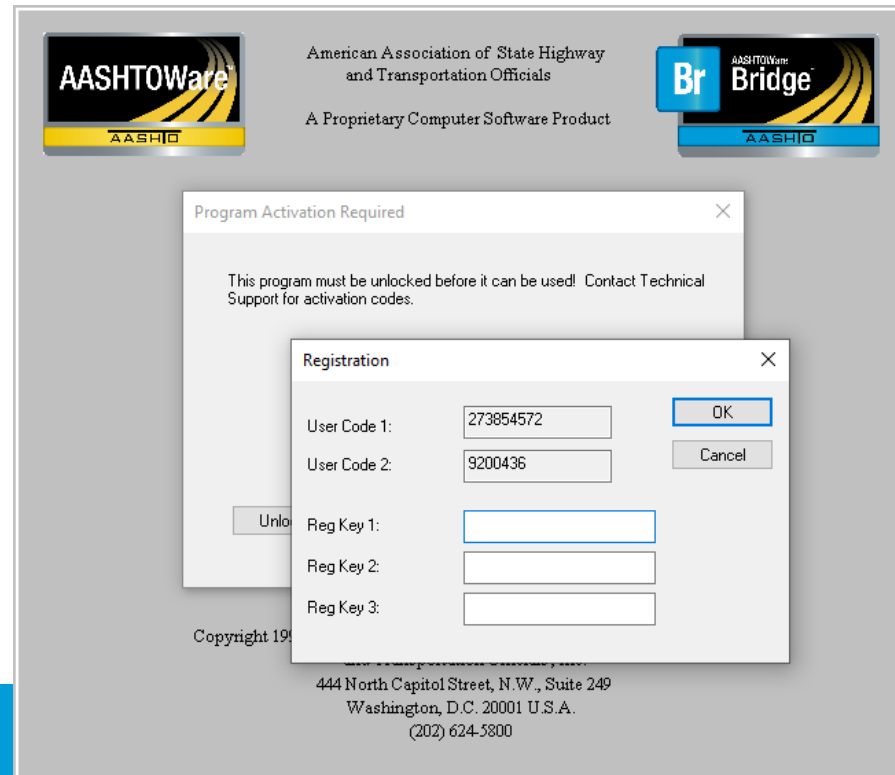 AASHTOWare™
AASHTO
American Association of State Highway
and Transportation Officials
A Proprietary Computer Software Product
Br
AASHTOWare
Bridge
AASHTO
Program Activation Required
This program must be unlocked before it can be used! Contact Technical
Support for activation codes.
Registration
User Code 1:
273854572
OK
User Code 2:
9200436
Cancel
Reg Key 1:
Reg Key 2:
Reg Key 3:
Copyright
444 North Capitol Street, N.W., Suite 249
Washington, D.C. 20001 U.S.A.
(202) 624-5800